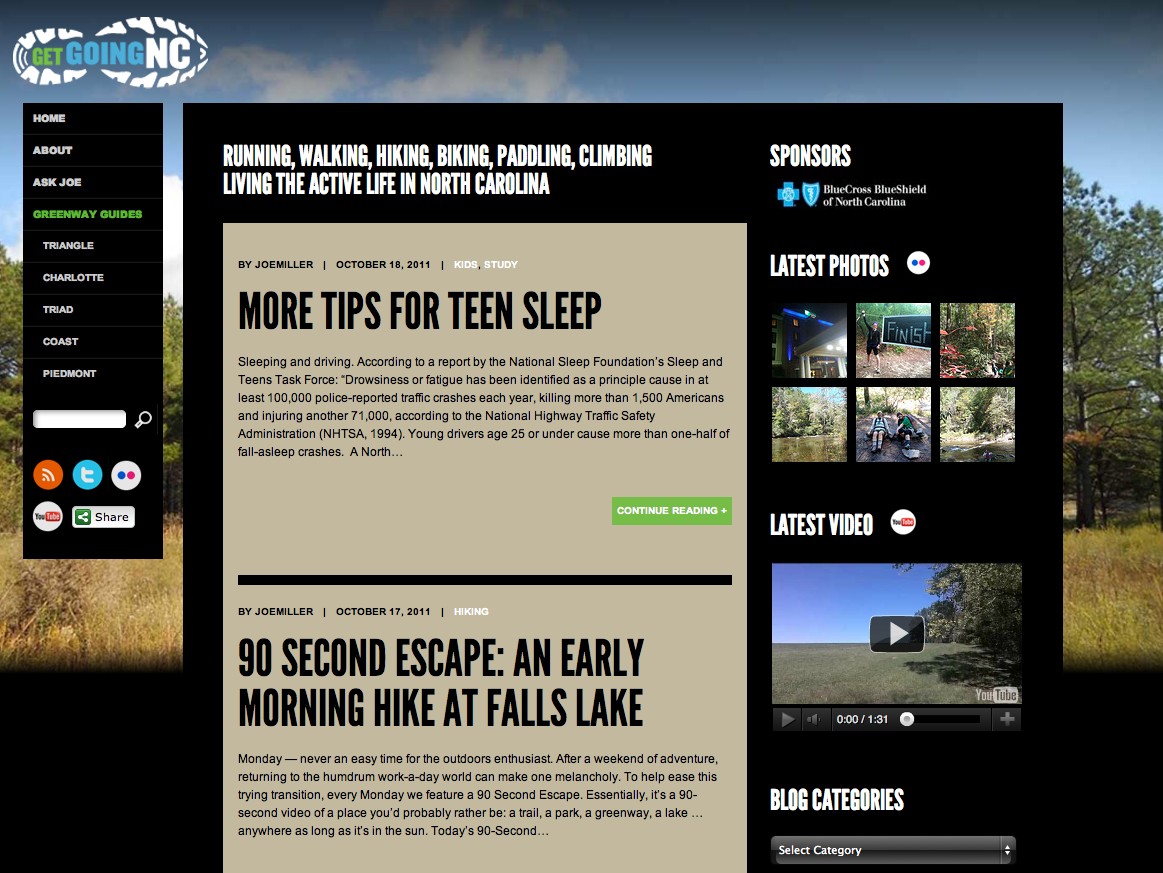 GET GOING NC
HOME
ABOUT
ASK JOE
GREENWAY GUIDES
TRIANGLE
CHARLOTTE
TRIAD
COAST
PIEDMONT
You Tube
Share
RUNNING, WALKING, HIKING, BIKING, PADDLING, CLIMBING
LIVING THE ACTIVE LIFE IN NORTH CAROLINA
BY JOEMILLER | OCTOBER 18, 2011 | KIDS, STUDY
MORE TIPS FOR TEEN SLEEP
Sleeping and driving. According to a report by the National Sleep Foundation’s Sleep and
Teens Task Force: “Drowsiness or fatigue has been identified as a principle cause in at
least 100,000 police-reported traffic crashes each year, killing more than 1,500 Americans
and injuring another 71,000, according to the National Highway Traffic Safety
Administration (NHTSA, 1994). Young drivers age 25 or under cause more than one-half of
fall-asleep crashes.  A North…
CONTINUE READING +
BY JOEMILLER | OCTOBER 17, 2011 | HIKING
90 SECOND ESCAPE: AN EARLY
MORNING HIKE AT FALLS LAKE
Monday — never an easy time for the outdoors enthusiast. After a weekend of adventure,
returning to the humdrum work-a-day world can make one melancholy. To help ease this
trying transition, every Monday we feature a 90 Second Escape. Essentially, it’s a 90-
second video of a place you’d probably rather be: a trail, a park, a greenway, a lake …
anywhere as long as it’s in the sun. Today’s 90-Second…
SPONSORS
BlueCross BlueShield
of North Carolina
LATEST PHOTOS
FINISH
LATEST VIDEO
You Tube
You Tube
0:00 / 1:31
BLOG CATEGORIES
Select Category